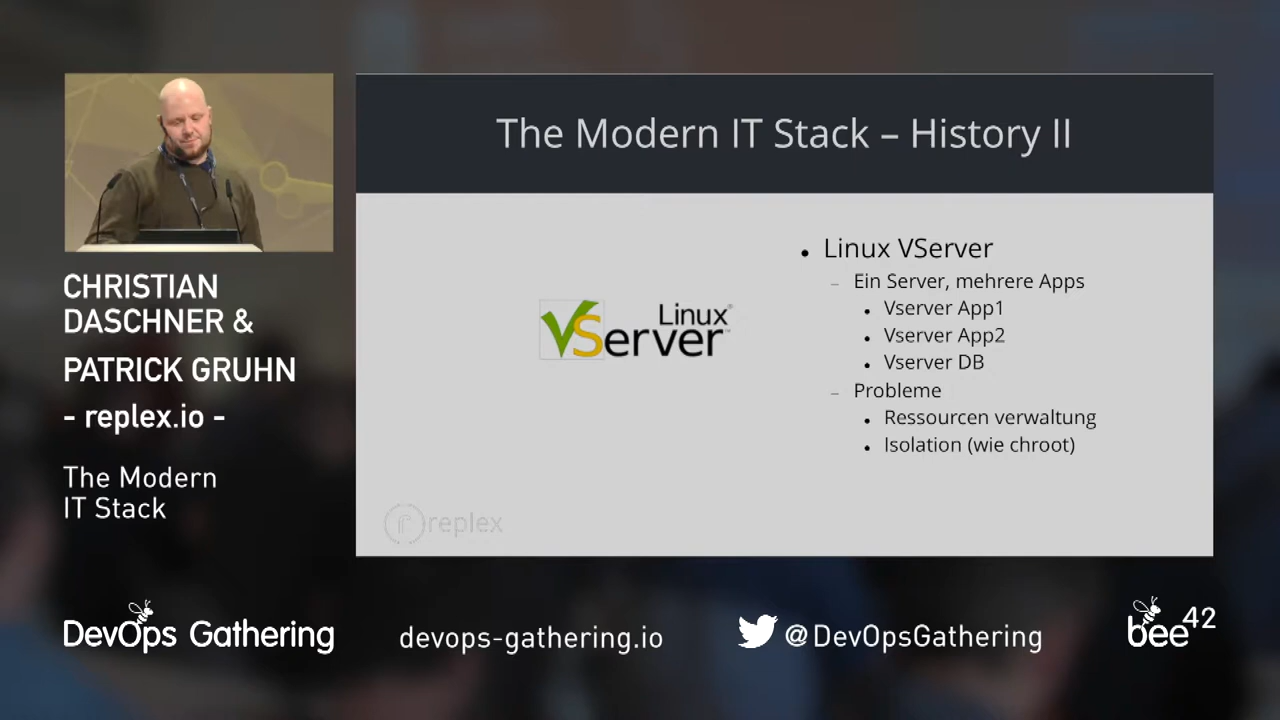 The Modern IT Stack – History II
CHRISTIAN
DASCHNER &
PATRICK GRUHN
- replex.io -
The Modern
IT Stack
Linux VServer
Ein Server, mehrere Apps
Vserver App1
Vserver App2
Vserver DB
Probleme
Ressourcen verwaltung
Isolation (wie chroot)
Linux®
VServer
replex
DevOps Gathering
devops-gathering.io
@DevOpsGathering
bee42